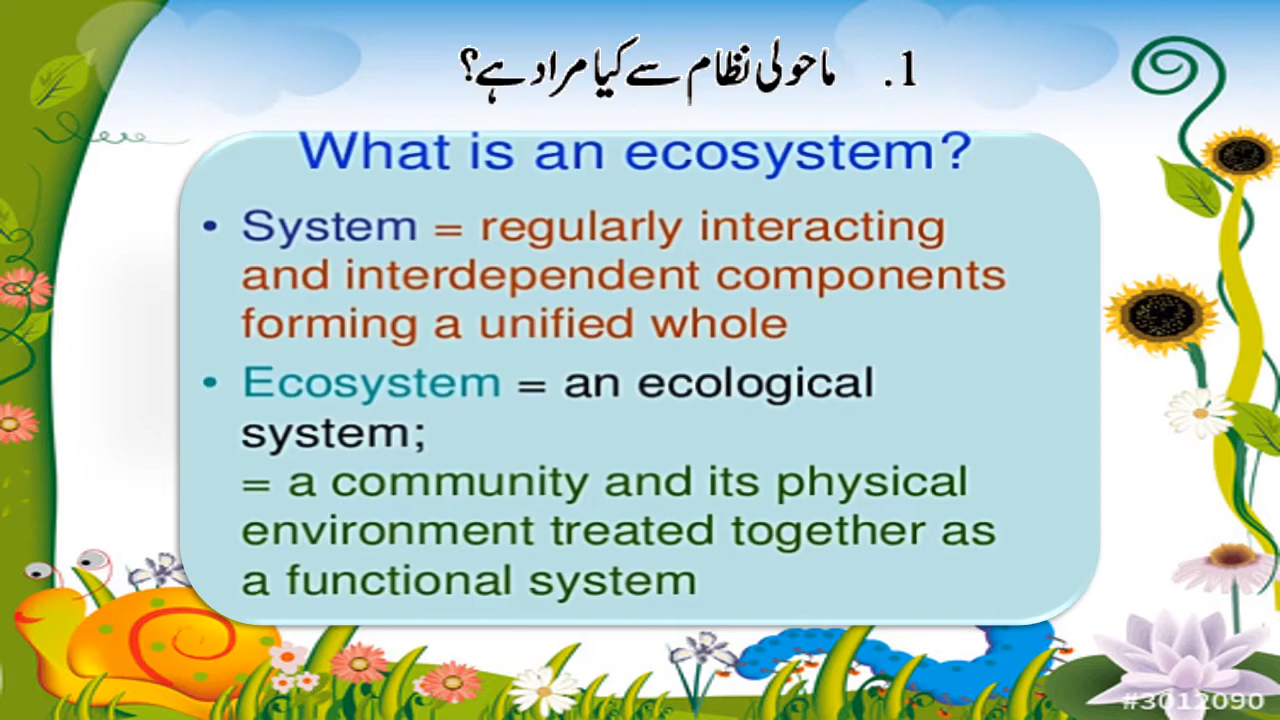 1. ماحولی نظام سے کیا مراد ہے؟
What is an ecosystem?
• System = regularly interacting
and interdependent components
forming a unified whole
• Ecosystem = an ecological
system;
= a community and its physical
environment treated together as
a functional system
#3012090